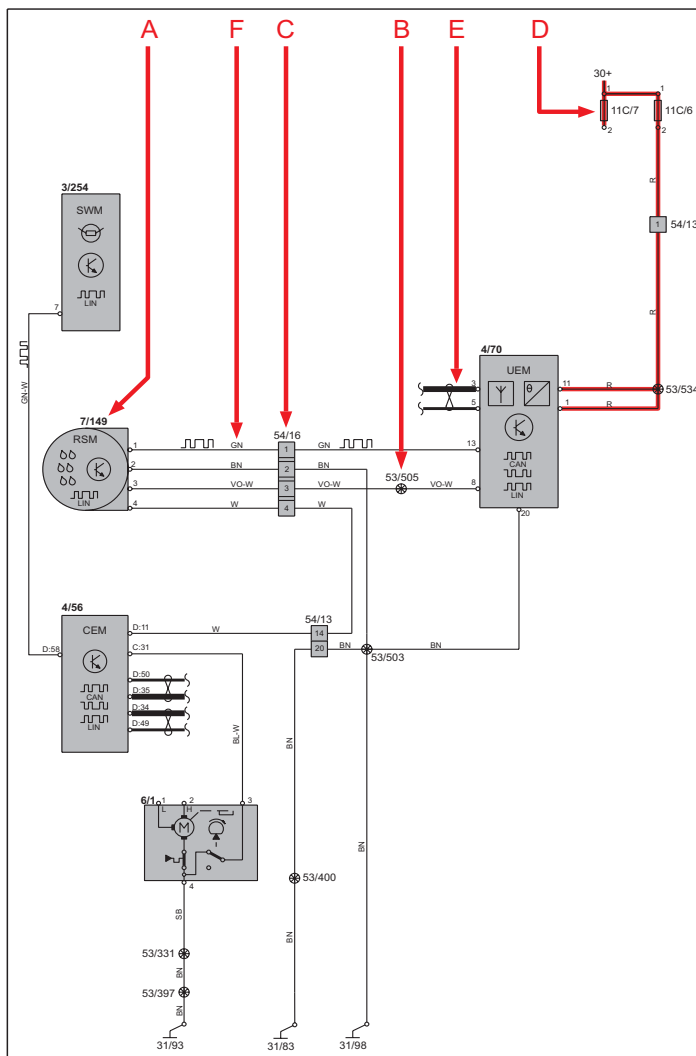 A F C B E D
30+
1 1
11C/7 11C/6
2 2
R
3/254
SWM
1 54/13
LIN
7
R
GN-W
4/70
UEM
3 11 R 53/534
5 1 R
7/149
RSM
54/16
1 GN 1 GN 13
2 BN 2 BN
CAN
53/505
3 VO-W 3 VO-W 8
LIN
LIN
4 W 4 W
20
4/56
54/13
CEM
D:11 W 14
D:58 C:31 20 BN 53/503 BN
D:50
CAN D:35
D:34
LIN D:49
BN
BL-W
6/1 1 2 3
L H
M
BN
53/400
4
SB
53/331
BN
BN
53/397
BN
31/93 31/83 31/98